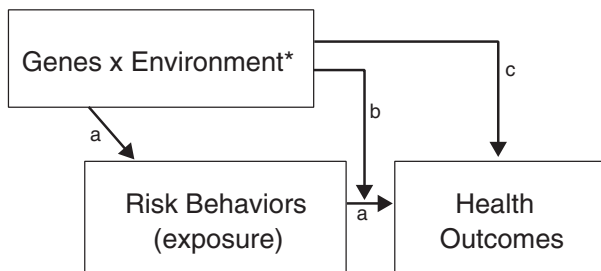 Genes x Environment*
c
b
a
Risk Behaviors
(exposure)
a
Health
Outcomes